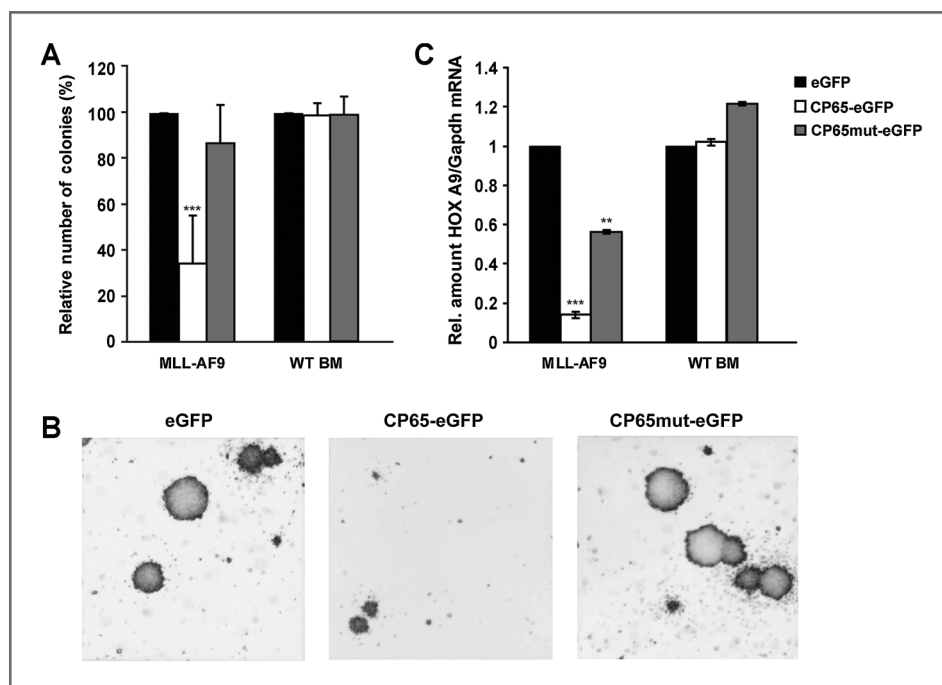 A
Relative number of colonies (%)
120
100
80
60
40
20
0
***
MLL-AF9
WT BM
C
Rel. amount HOX A9/Gapdh mRNA
1.4
1.2
1
0.8
0.6
0.4
0.2
0
***
**
MLL-AF9
WT BM
eGFP
CP65-eGFP
CP65mut-eGFP
B
eGFP
CP65-eGFP
CP65mut-eGFP